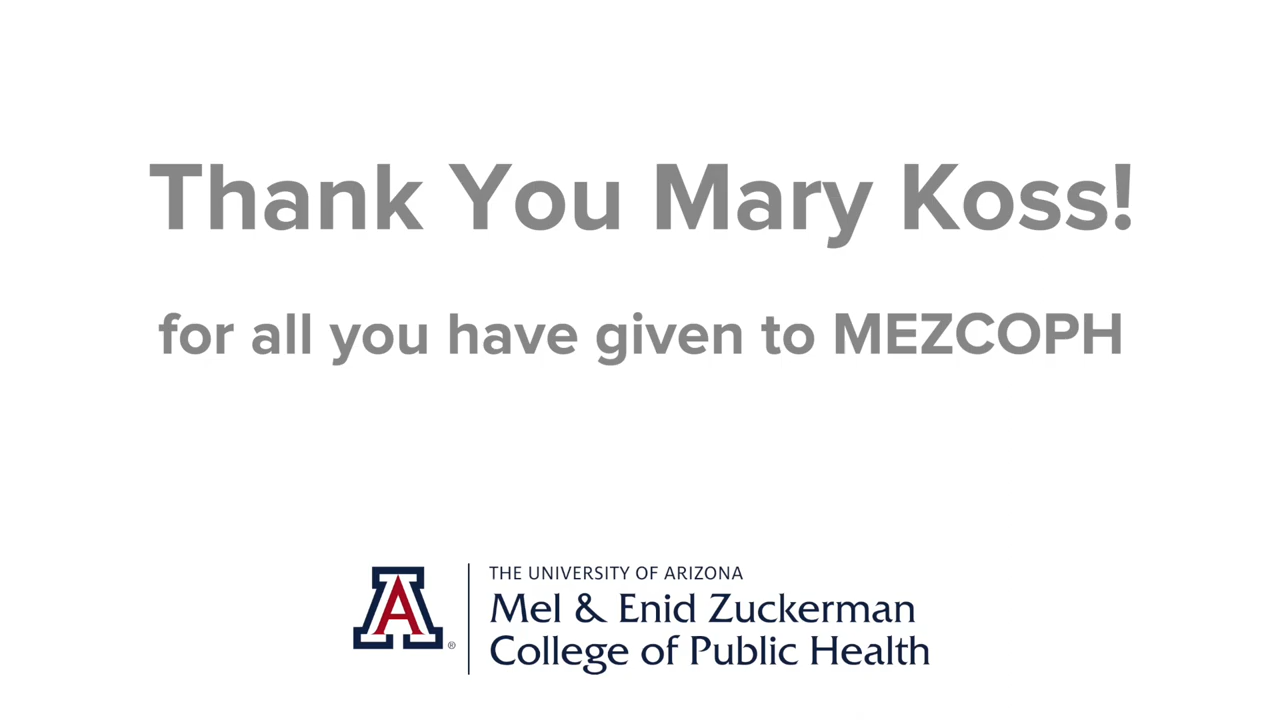 Thank You Mary Koss!
for all you have given to MEZCOPH
THE UNIVERSITY OF ARIZONA
Mel & Enid Zuckerman
College of Public Health
A®